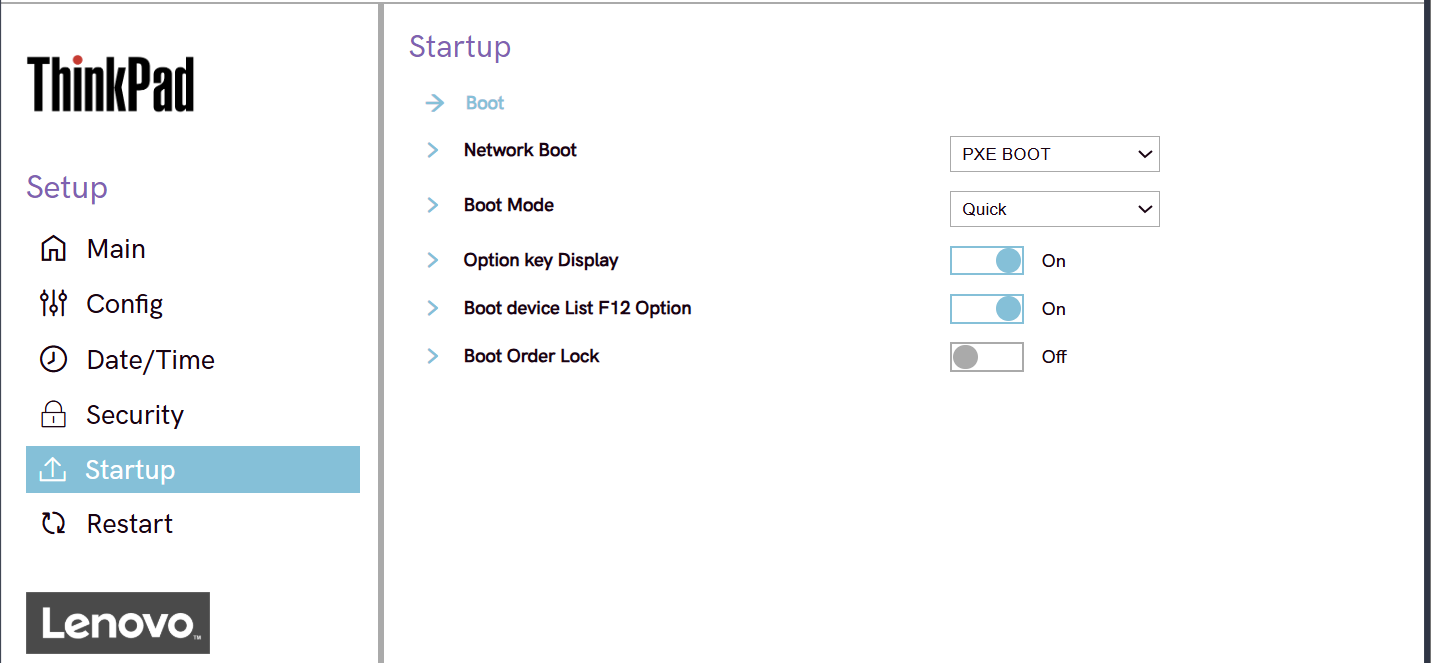 ThinkPad
Setup
Main
Config
Date/Time
Security
Startup
Restart
Lenovo™
Startup
Boot
Network Boot PXE BOOT
Boot Mode Quick
Option key Display On
Boot device List F12 Option On
Boot Order Lock Off